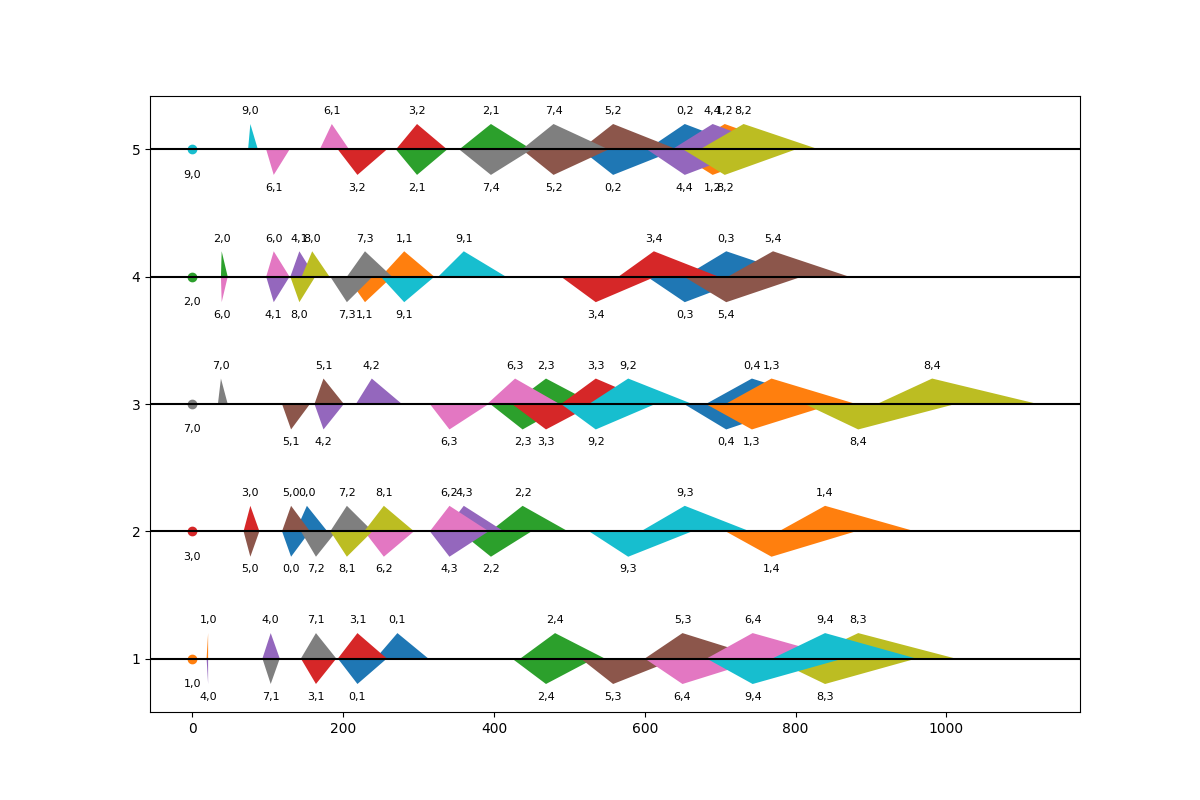 9,0 6,1 3,2 2,1 7,4 5,2 0,2 4,4 1,2 8,2
5
9,0 6,1 3,2 2,1 7,4 5,2 0,2 4,4 1,2 8,2
2,0 6,0 4,1 8,0 7,3 1,1 9,1 3,4 0,3 5,4
4
2,0 6,0 4,1 8,0 7,3 1,1 9,1 3,4 0,3 5,4
7,0 5,1 4,2 6,3 2,3 3,3 9,2 0,4 1,3 8,4
3
7,0 5,1 4,2 6,3 2,3 3,3 9,2 0,4 1,3 8,4
3,0 5,0 0,0 7,2 8,1 6,2 4,3 2,2 9,3 1,4
2
3,0 5,0 0,0 7,2 8,1 6,2 4,3 2,2 9,3 1,4
1,0 4,0 7,1 3,1 0,1 2,4 5,3 6,4 9,4 8,3
1
1,0 4,0 7,1 3,1 0,1 2,4 5,3 6,4 9,4 8,3
0 200 400 600 800 1000